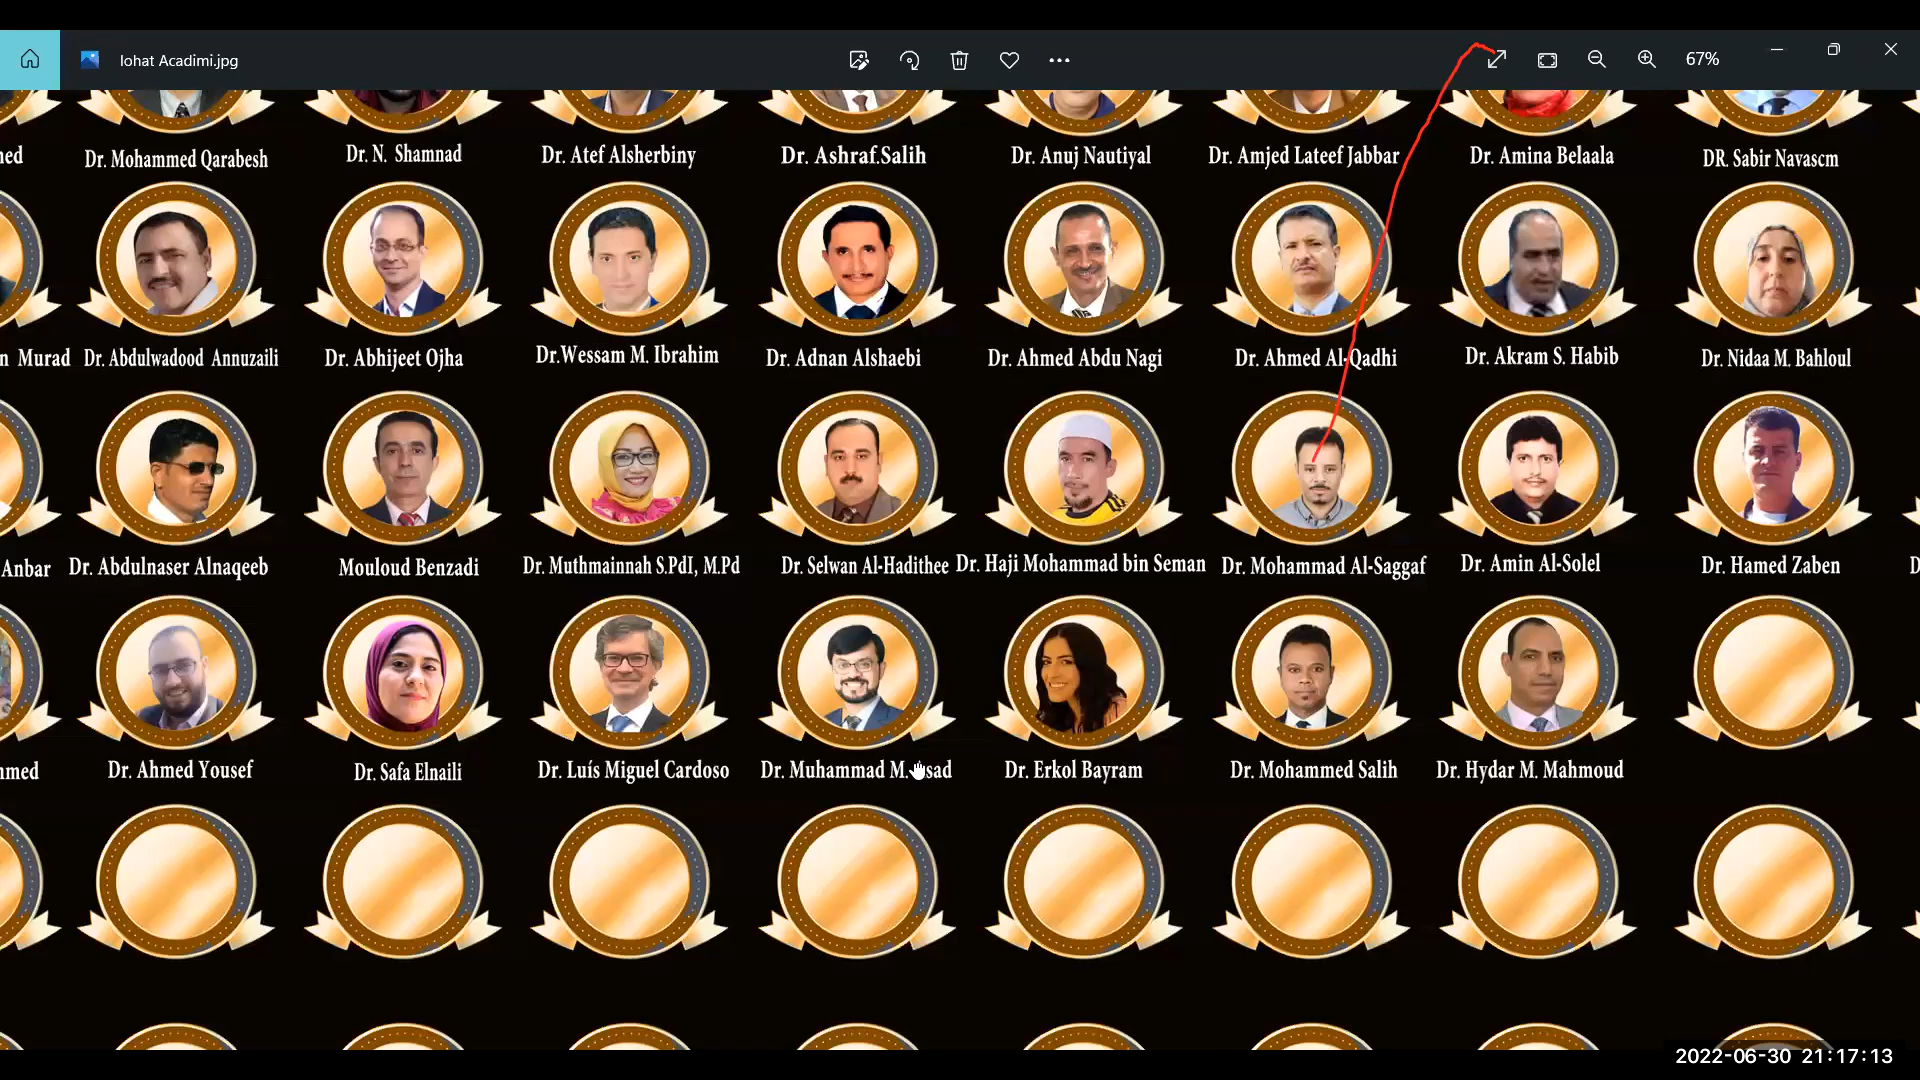 lohat Acadimi.jpg
67%
ned Dr. Mohammed Qarabesh Dr. N. Shamnad Dr. Atef Alsherbiny Dr. Ashraf.Salih Dr. Anuj Nautiyal Dr. Amjed Lateef Jabbar Dr. Amina Belaala DR. Sabir Navascm
n Murad Dr. Abdulwadood Annuzaili Dr. Abhijeet Ojha Dr.Wessam M. Ibrahim Dr. Adnan Alshaebi Dr. Ahmed Abdu Nagi Dr. Ahmed Al-Qadhi Dr. Akram S. Habib Dr. Nidaa M. Bahloul
Anbar Dr. Abdulnaser Alnaqeeb Mouloud Benzadi Dr. Muthmainnah S.PdI, M.Pd Dr. Selwan Al-Hadithee Dr. Haji Mohammad bin Seman Dr. Mohammad Al-Saggaf Dr. Amin Al-Solel Dr. Hamed Zaben D
med Dr. Ahmed Yousef Dr. Safa Elnaili Dr. Luís Miguel Cardoso Dr. Muhammad M. Dr. Erkol Bayram Dr. Mohammed Salih Dr. Hydar M. Mahmoud
2022-06-30 21:17:13